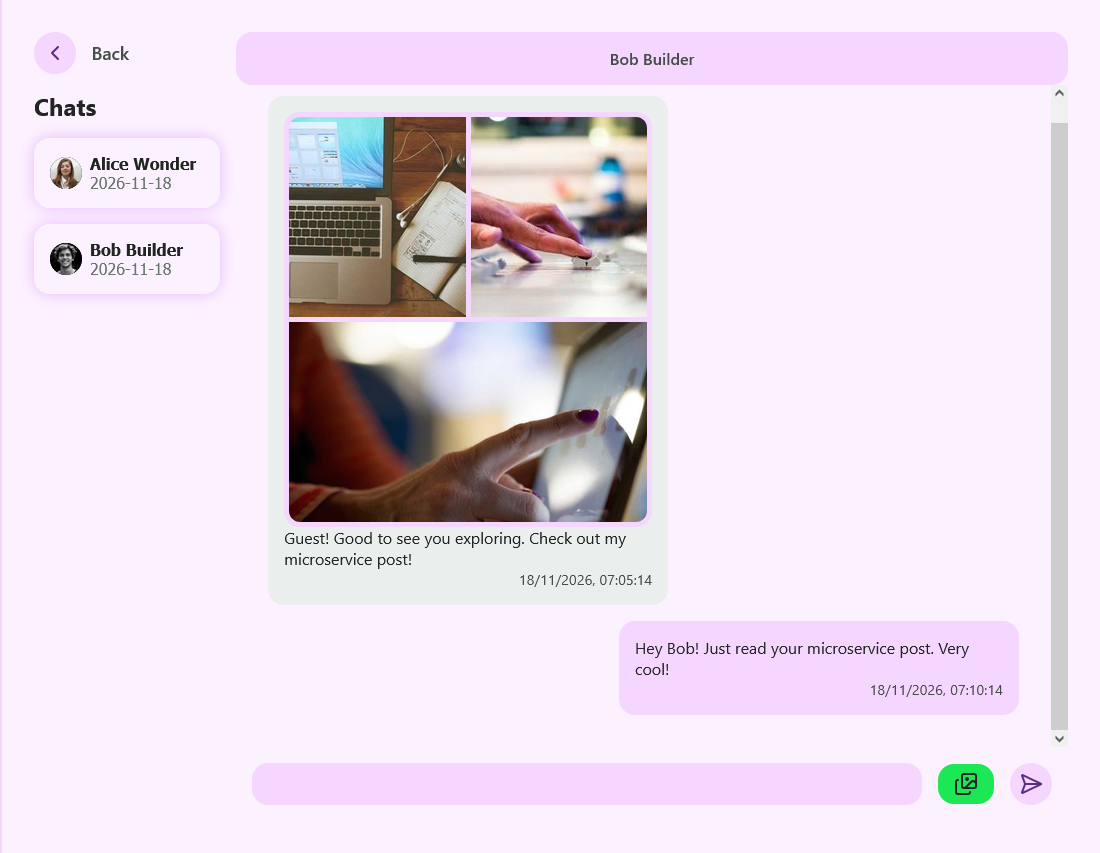 Back
Chats
Alice Wonder
2026-11-18
Bob Builder
2026-11-18
Bob Builder
Guest! Good to see you exploring. Check out my
microservice post!
18/11/2026, 07:05:14
Hey Bob! Just read your microservice post. Very
cool!
18/11/2026, 07:10:14